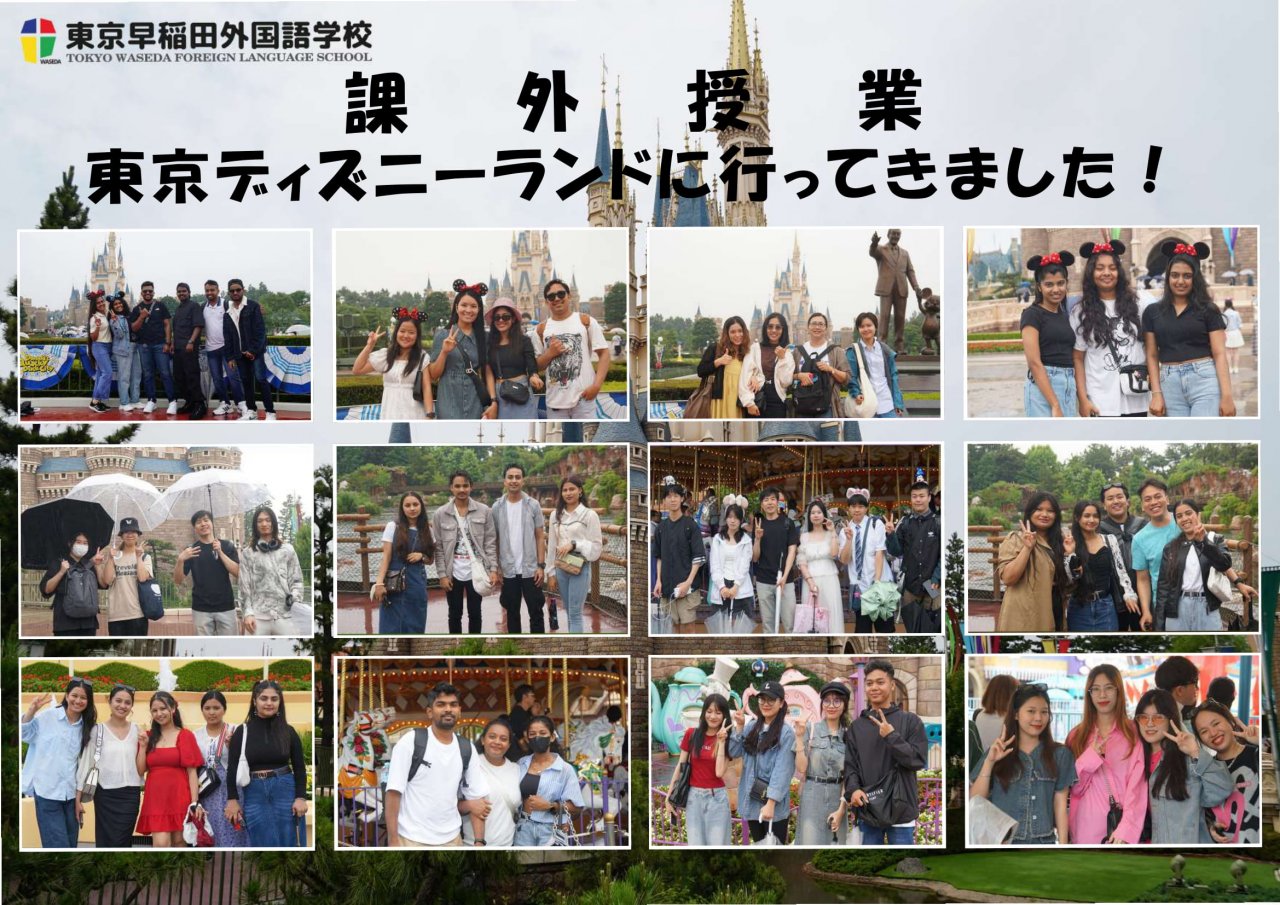 東京早稲田外国語学校
WASEDA
TOKYO WASEDA FOREIGN LANGUAGE SCHOOL
課外授業
東京ディズニーランドに行ってきました！